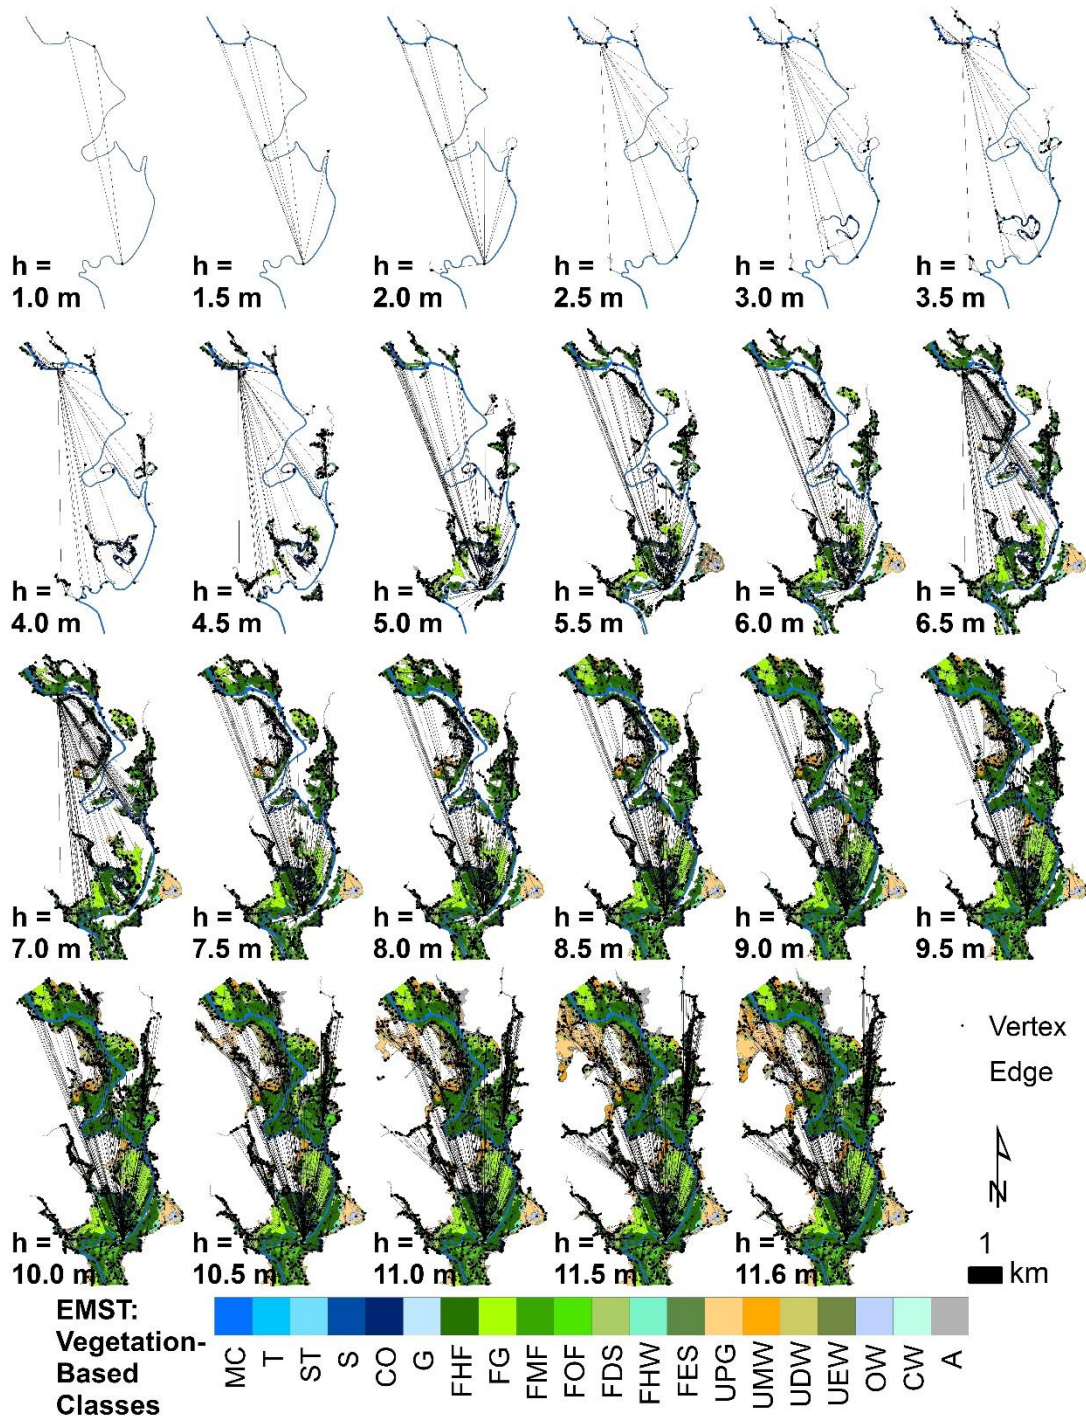 h =
1.0 m
h =
1.5 m
h =
2.0 m
h =
2.5 m
h =
3.0 m
h =
3.5 m
h =
4.0 m
h =
4.5 m
h =
5.0 m
h =
5.5 m
h =
6.0 m
h =
6.5 m
h =
7.0 m
h =
7.5 m
h =
8.0 m
h =
8.5 m
h =
9.0 m
h =
9.5 m
h =
10.0 m
h =
10.5 m
h =
11.0 m
h =
11.5 m
h =
11.6 m
Vertex
Edge
N
1
km
EMST:
Vegetation-
Based
Classes
MC
T
ST
S
CO
G
FHF
FG
FMF
FOF
FDS
FHW
FES
UPG
UMW
UDW
UEW
OW
CW
A